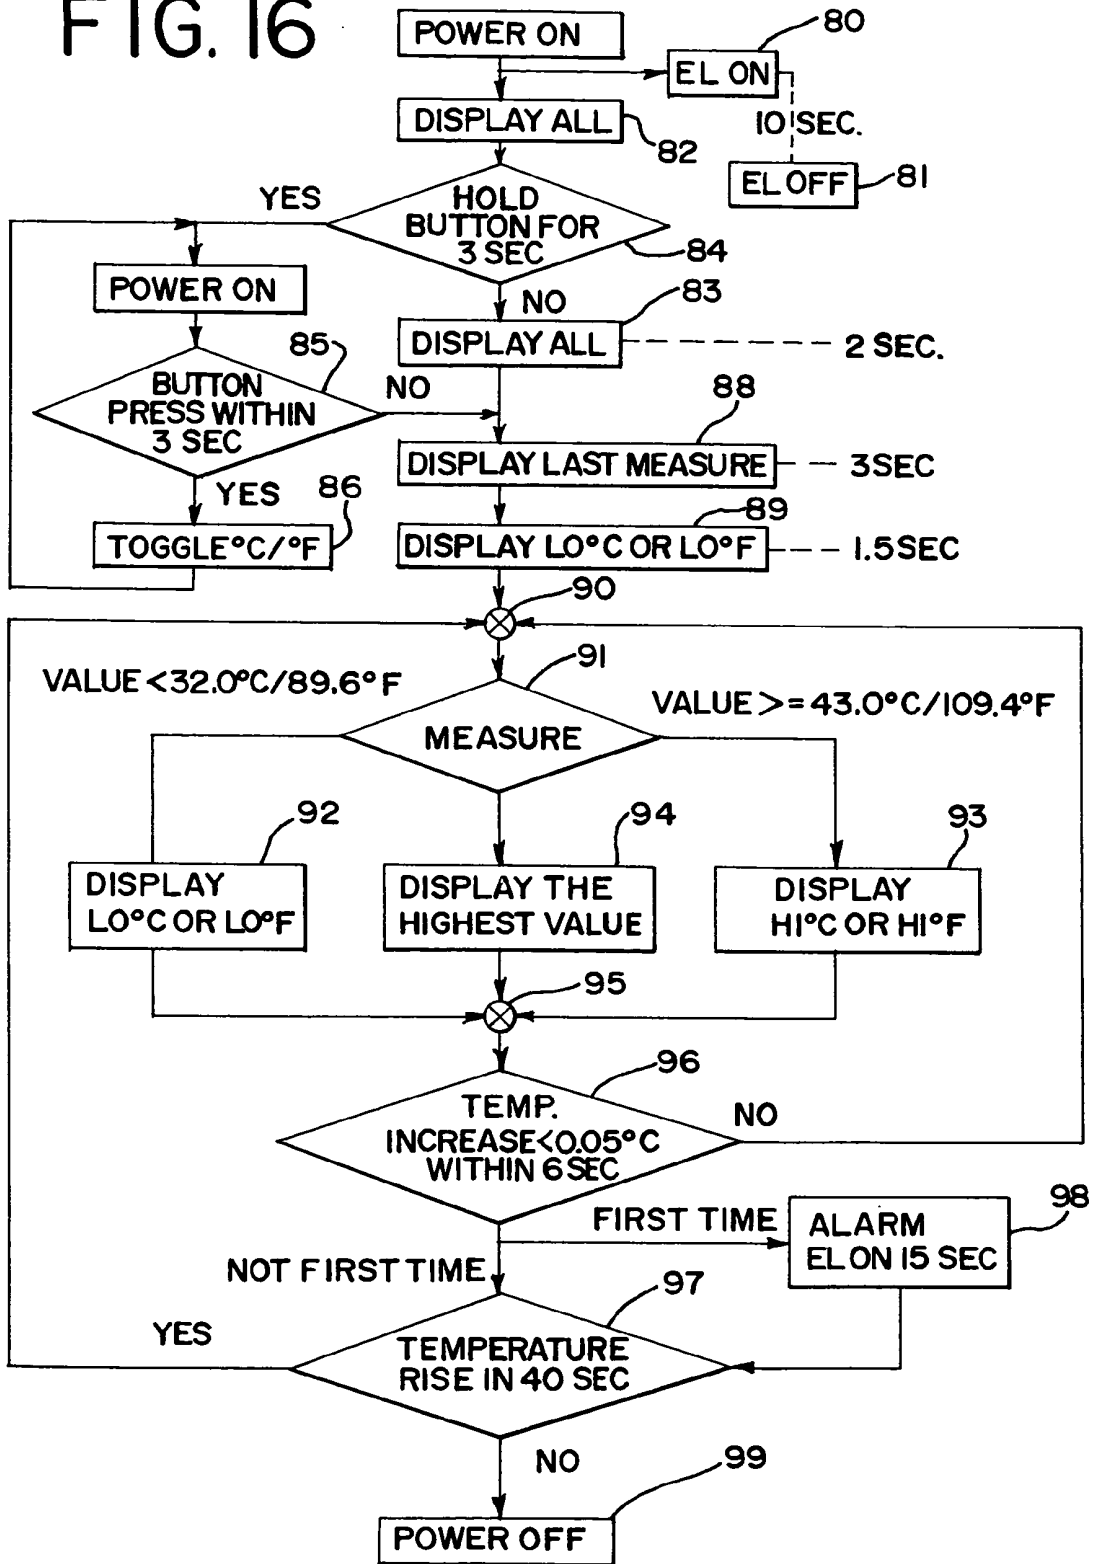 FIG. 16
POWER ON
80
EL ON
10 SEC.
DISPLAY ALL
82
EL OFF
81
YES
HOLD
BUTTON FOR
3 SEC
84
POWER ON
NO
83
DISPLAY ALL
2 SEC.
85
BUTTON
PRESS WITHIN
3 SEC
NO
88
DISPLAY LAST MEASURE
3SEC
YES
86
TOGGLE°C/°F
89
DISPLAY LO°C OR LO°F
1.5SEC
90
VALUE <32.0°C/89.6°F
91
VALUE >=43.0°C/109.4°F
MEASURE
92
94
93
DISPLAY
LO°C OR LO°F
DISPLAY THE
HIGHEST VALUE
DISPLAY
HI°C OR HI°F
95
96
TEMP.
INCREASE<0.05°C
WITHIN 6SEC
NO
FIRST TIME
98
ALARM
EL ON 15 SEC
NOT FIRST TIME
97
YES
TEMPERATURE
RISE IN 40 SEC
NO
99
POWER OFF